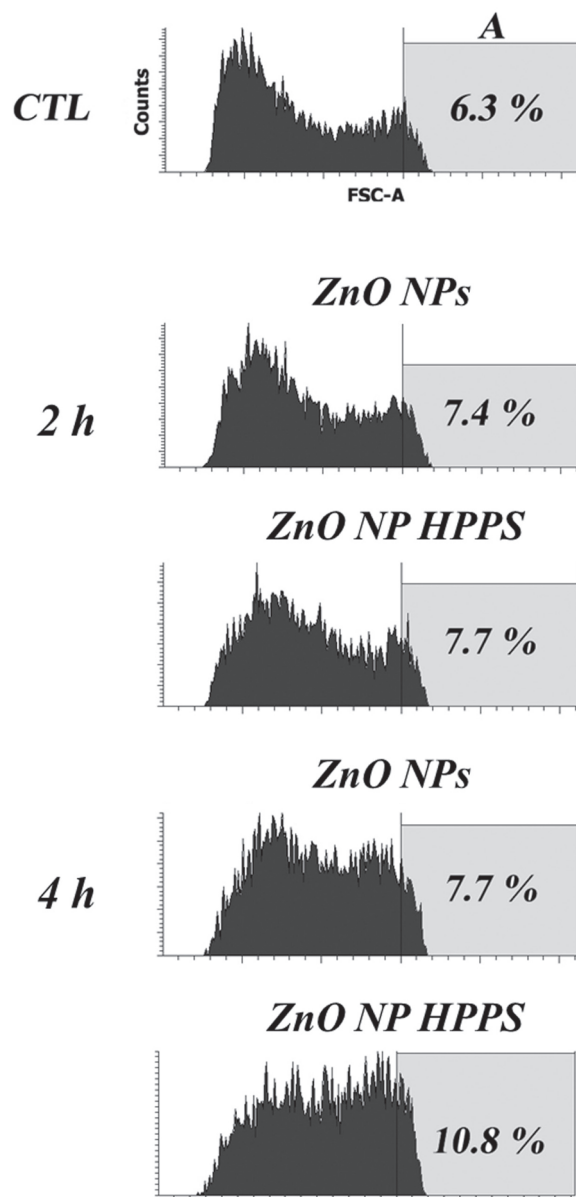 A
CTL
Counts
6.3 %
FSC-A
ZnO NPs
2 h
7.4 %
ZnO NP HPPS
7.7 %
ZnO NPs
4 h
7.7 %
ZnO NP HPPS
10.8 %